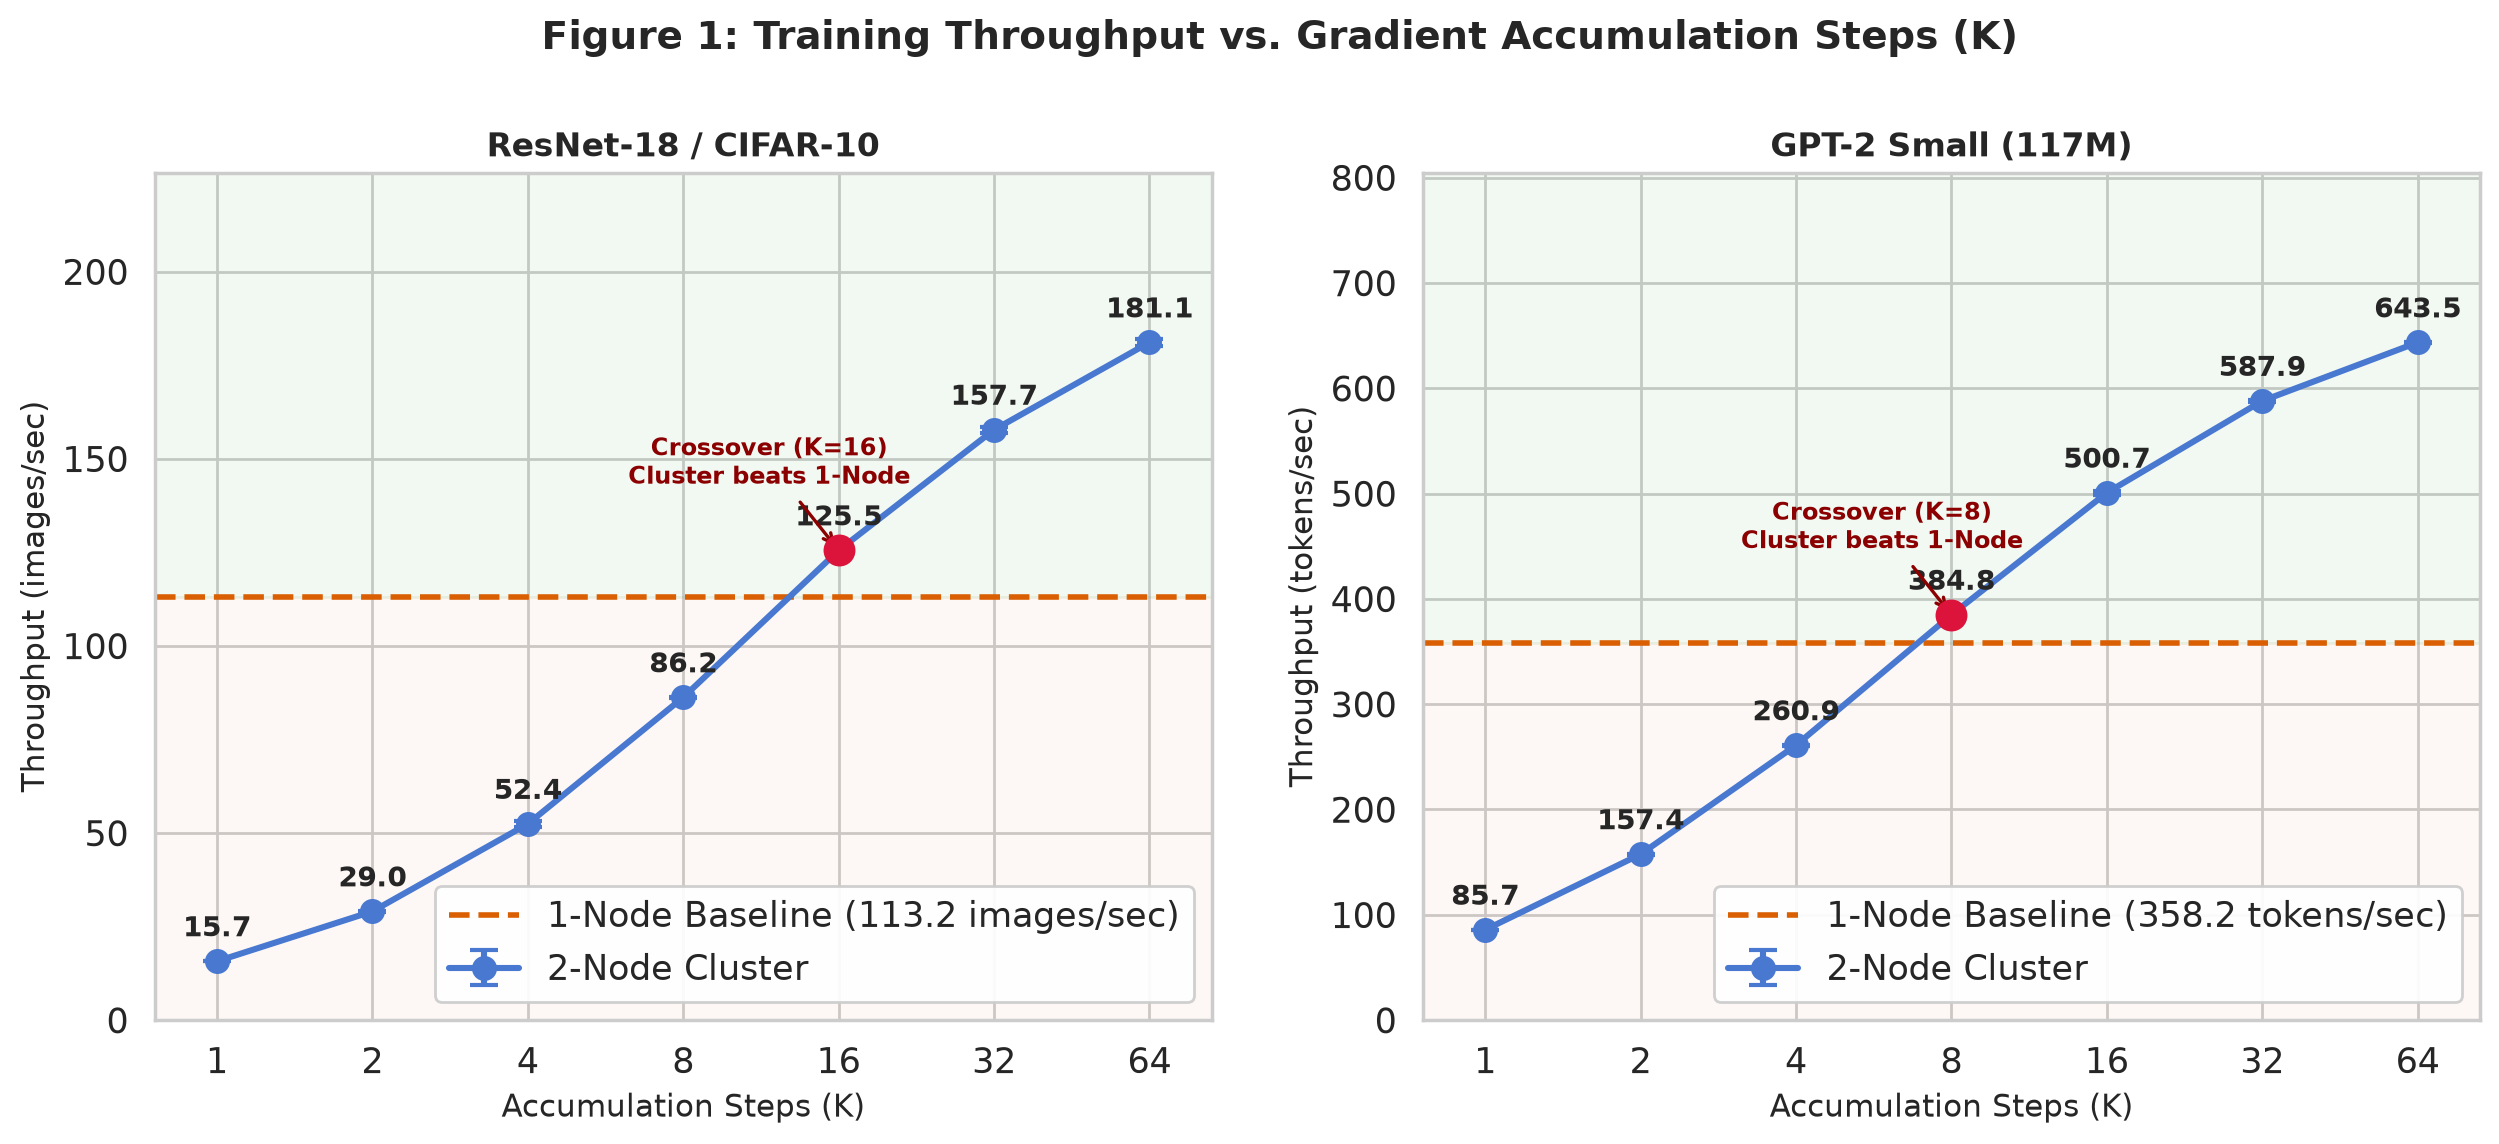 Figure 1: Training Throughput vs. Gradient Accumulation Steps (K)
ResNet-18 / CIFAR-10
Throughput (images/sec)
200
150
100
50
0
181.1
157.7
Crossover (K=16)
Cluster beats 1-Node
125.5
86.2
52.4
29.0
15.7
1-Node Baseline (113.2 images/sec)
2-Node Cluster
1 2 4 8 16 32 64
Accumulation Steps (K)
GPT-2 Small (117M)
Throughput (tokens/sec)
800
700
600
500
400
300
200
100
0
643.5
587.9
500.7
Crossover (K=8)
Cluster beats 1-Node
384.8
260.9
157.4
85.7
1-Node Baseline (358.2 tokens/sec)
2-Node Cluster
1 2 4 8 16 32 64
Accumulation Steps (K)